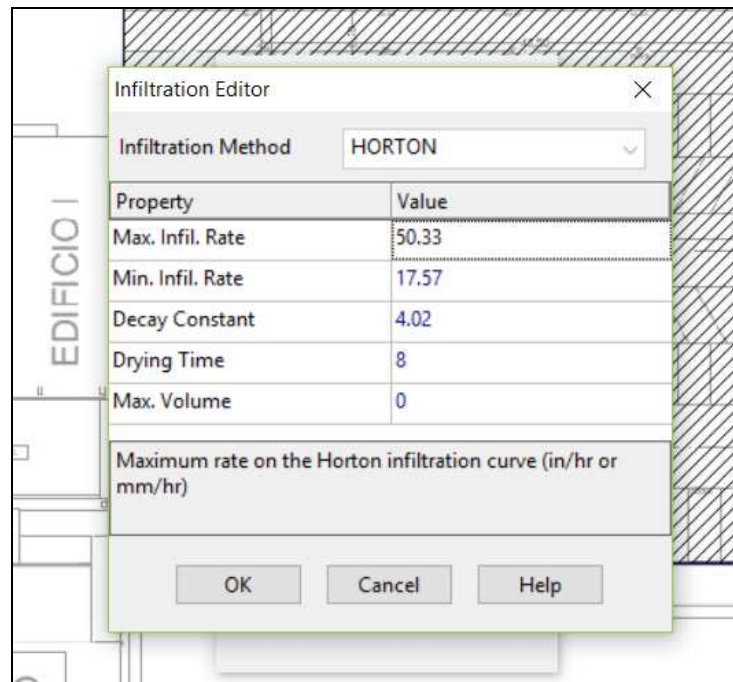 Infiltration Editor
Infiltration Method HORTON
Property Value
Max. Infil. Rate 50.33
Min. Infil. Rate 17.57
Decay Constant 4.02
Drying Time 8
Max. Volume 0
Maximum rate on the Horton infiltration curve (in/hr or
mm/hr)
OK Cancel Help
EDIFICIO I